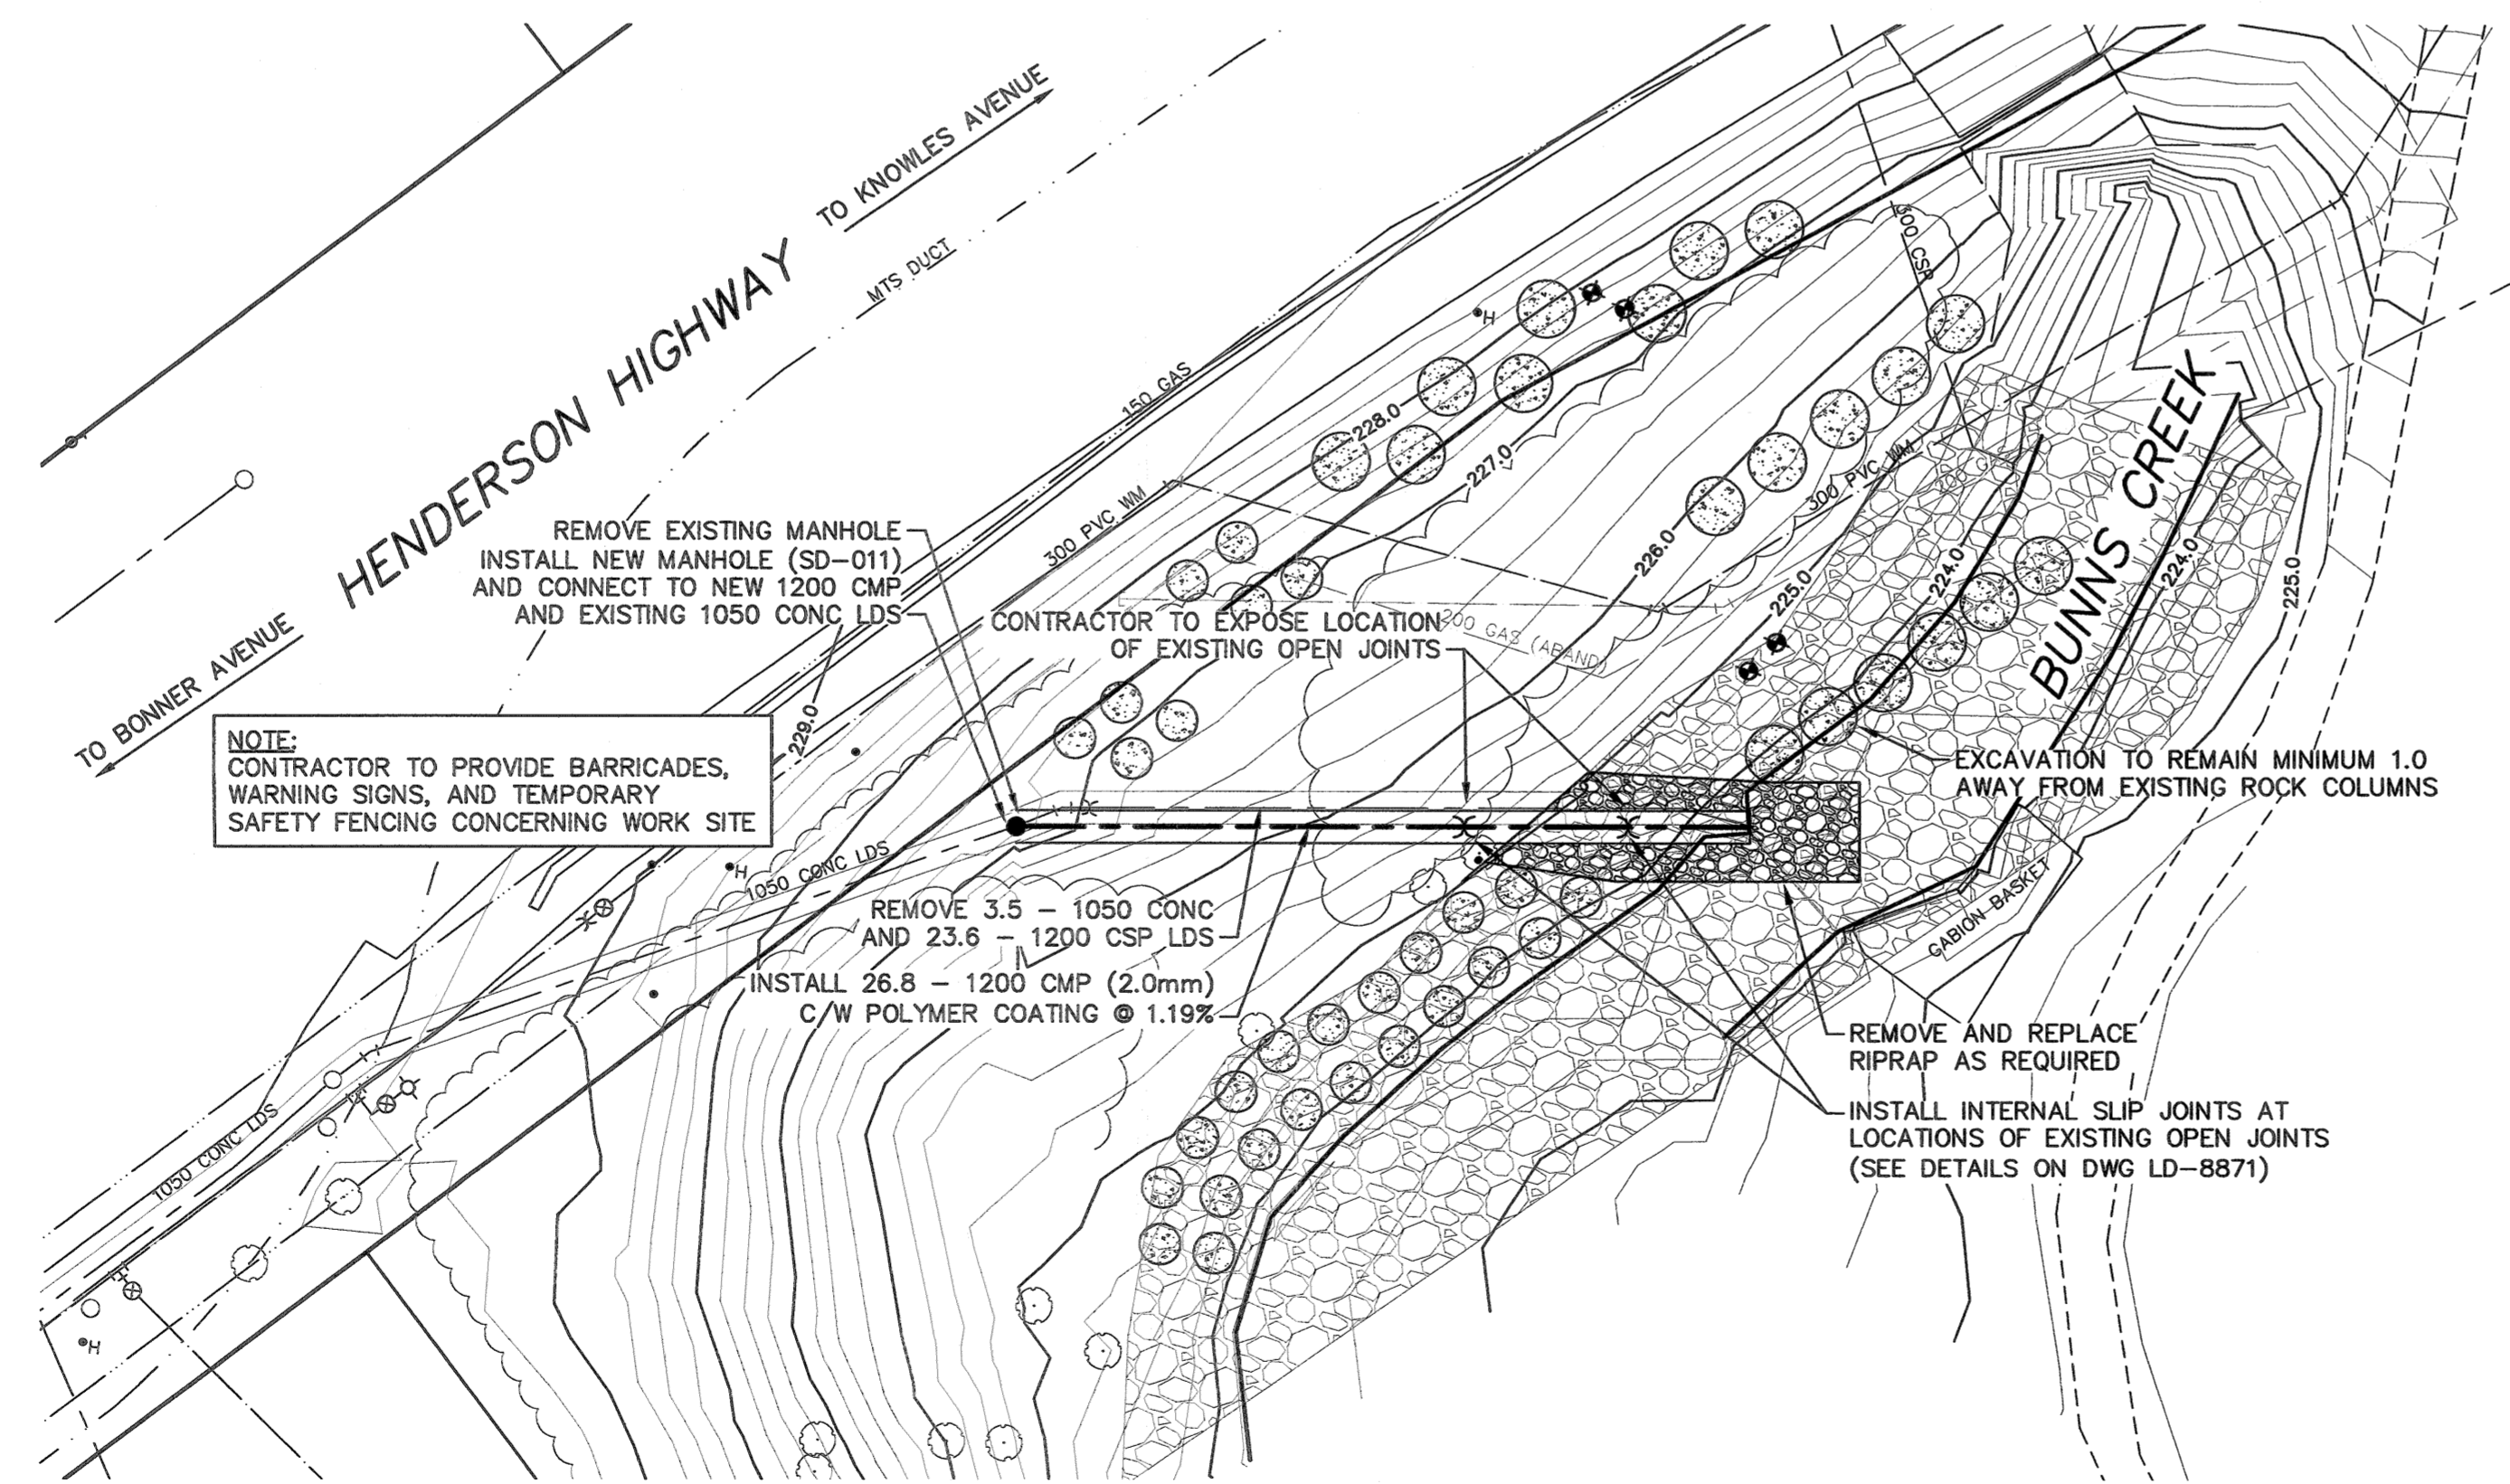 TO KNOWLES AVENUE
HENDERSON HIGHWAY
MTS DUCT
150 GAS
TO BONNER AVENUE
300 PVC WM
REMOVE EXISTING MANHOLE
INSTALL NEW MANHOLE (SD-011)
AND CONNECT TO NEW 1200 CMP
AND EXISTING 1050 CONC LDS
300 CSP
228.0
227.0
226.0
300 PVC WM
225.0
224.0
BUNNS CREEK
224.0
225.0
CONTRACTOR TO EXPOSE LOCATION
OF EXISTING OPEN JOINTS
200 GAS (ABAND)
229.0
NOTE:
CONTRACTOR TO PROVIDE BARRICADES,
WARNING SIGNS, AND TEMPORARY
SAFETY FENCING CONCERNING WORK SITE
EXCAVATION TO REMAIN MINIMUM 1.0
AWAY FROM EXISTING ROCK COLUMNS
H
H
1050 CONC LDS
REMOVE 3.5 – 1050 CONC
AND 23.6 – 1200 CSP LDS
INSTALL 26.8 – 1200 CMP (2.0mm)
C/W POLYMER COATING @ 1.19%
GABION BASKET
REMOVE AND REPLACE
RIPRAP AS REQUIRED
INSTALL INTERNAL SLIP JOINTS AT
LOCATIONS OF EXISTING OPEN JOINTS
(SEE DETAILS ON DWG LD-8871)
1050 CONC LDS
H